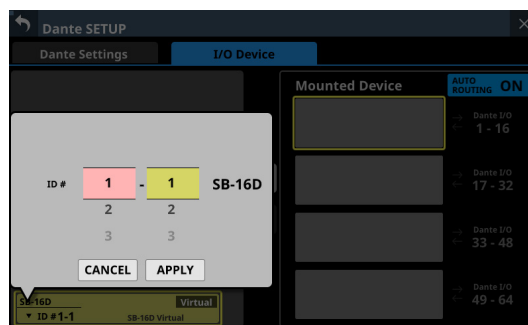 Dante SETUP
Dante Settings
I/O Device
Mounted Device
AUTO ROUTING ON
Dante I/O
1 - 16
Dante I/O
17 - 32
Dante I/O
33 - 48
Dante I/O
49 - 64
ID # 1 - 1 SB-16D
2 2
3 3
CANCEL APPLY
SB-16D Virtual
▼ ID #1-1 SB-16D Virtual